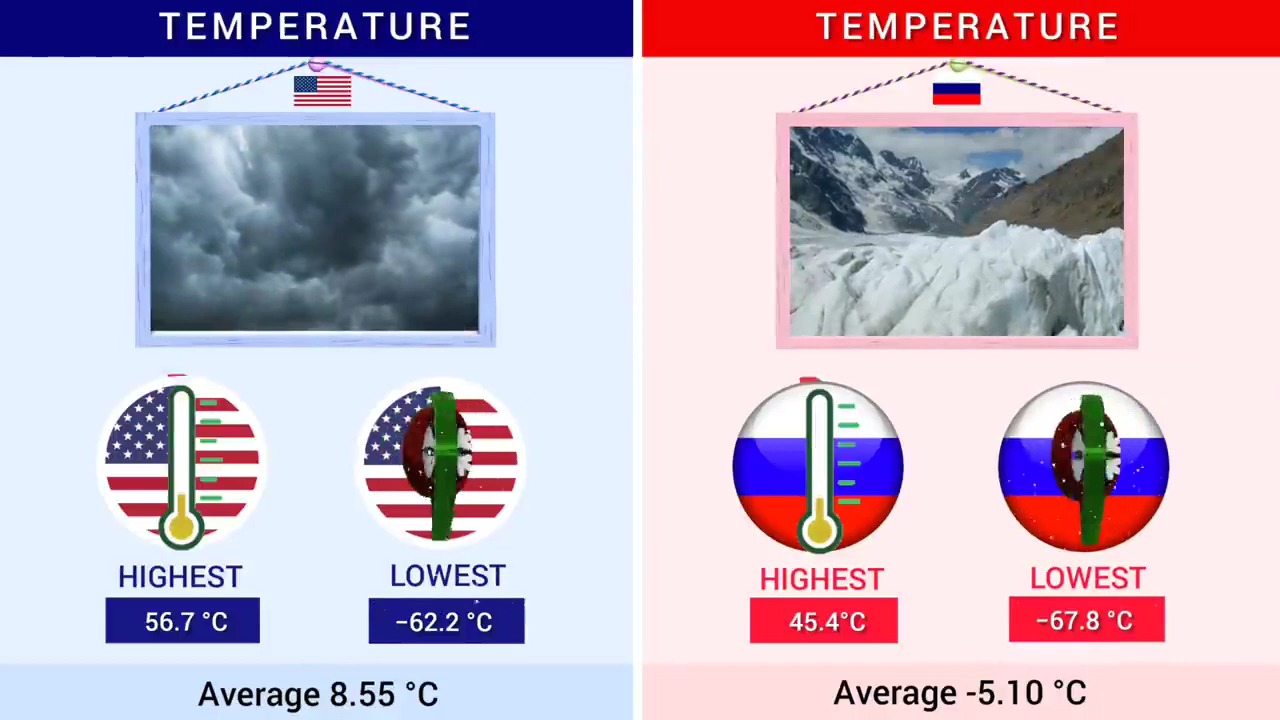 TEMPERATURE
HIGHEST
LOWEST
56.7 °C
−62.2 °C
Average 8.55 °C
TEMPERATURE
HIGHEST
LOWEST
45.4°C
−67.8 °C
Average -5.10 °C